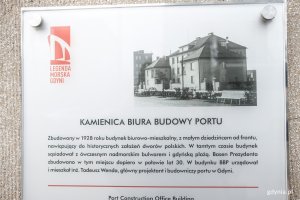 LEGENDA
MORSKA
GDYNI
KAMIENICA BIURA BUDOWY PORTU
Zbudowany w 1928 roku budynek biurowo-mieszkalny, z małym dziedzińcem od frontu,
nawiązujący do historycznych założeń dworów polskich. W tamtym czasie budynek
sąsiadował z ówczesnym nadmorskim bulwarem i gdyńską plażą. Basen Prezydenta
zbudowano w tym miejscu dopiero w połowie lat 30. W budynku BBP urzędował
i mieszkał inż. Tadeusz Wenda, główny projektant i budowniczy portu w Gdyni.
Port Construction Office Building
gdynia.pl